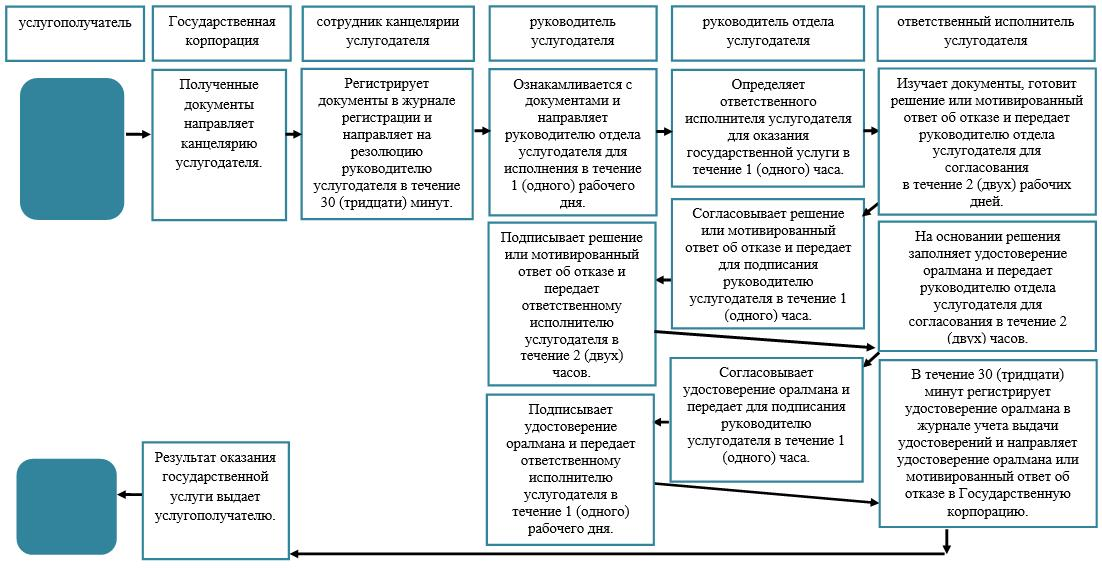 услугополучатель
Государственная
корпорация
сотрудник канцелярии
услугодателя
руководитель
услугодателя
руководитель отдела
услугодателя
ответственный исполнитель
услугодателя
Полученные
документы
направляет
канцелярию
услугодателя.
Регистрирует
документы в журнале
регистрации и
направляет на
резолюцию
руководителю
услугодателя в течение
30 (тридцати) минут.
Ознакамливается с
документами и
направляет
руководителю отдела
услугодателя для
исполнения в течение
1 (одного) рабочего
дня.
Определяет
ответственного
исполнителя услугодателя
для оказания
государственной услуги в
течение 1 (одного) часа.
Изучает документы, готовит
решение или мотивированный
ответ об отказе и передает
руководителю отдела
услугодателя для
согласования
в течение 2 (двух) рабочих
дней.
Согласовывает решение
или мотивированный
ответ об отказе и передает
для подписания
руководителю
услугодателя в течение 1
(одного) часа.
Подписывает решение
или мотивированный
ответ об отказе и
передает
ответственному
исполнителю
услугодателя в
течение 2 (двух)
часов.
На основании решения
заполняет удостоверение
оралмана и передает
руководителю отдела
услугодателя для
согласования в течение 2
(двух) часов.
Согласовывает
удостоверение оралмана и
передает для подписания
руководителю
услугодателя в течение 1
(одного) часа.
Подписывает
удостоверение
оралмана и передает
ответственному
исполнителю
услугодателя в
течение 1 (одного)
рабочего дня.
В течение 30 (тридцати)
минут регистрирует
удостоверение оралмана в
журнале учета выдачи
удостоверений и направляет
удостоверение оралмана или
мотивированный ответ об
отказе в Государственную
корпорацию.
Результат оказания
государственной
услуги выдает
услугополучателю.